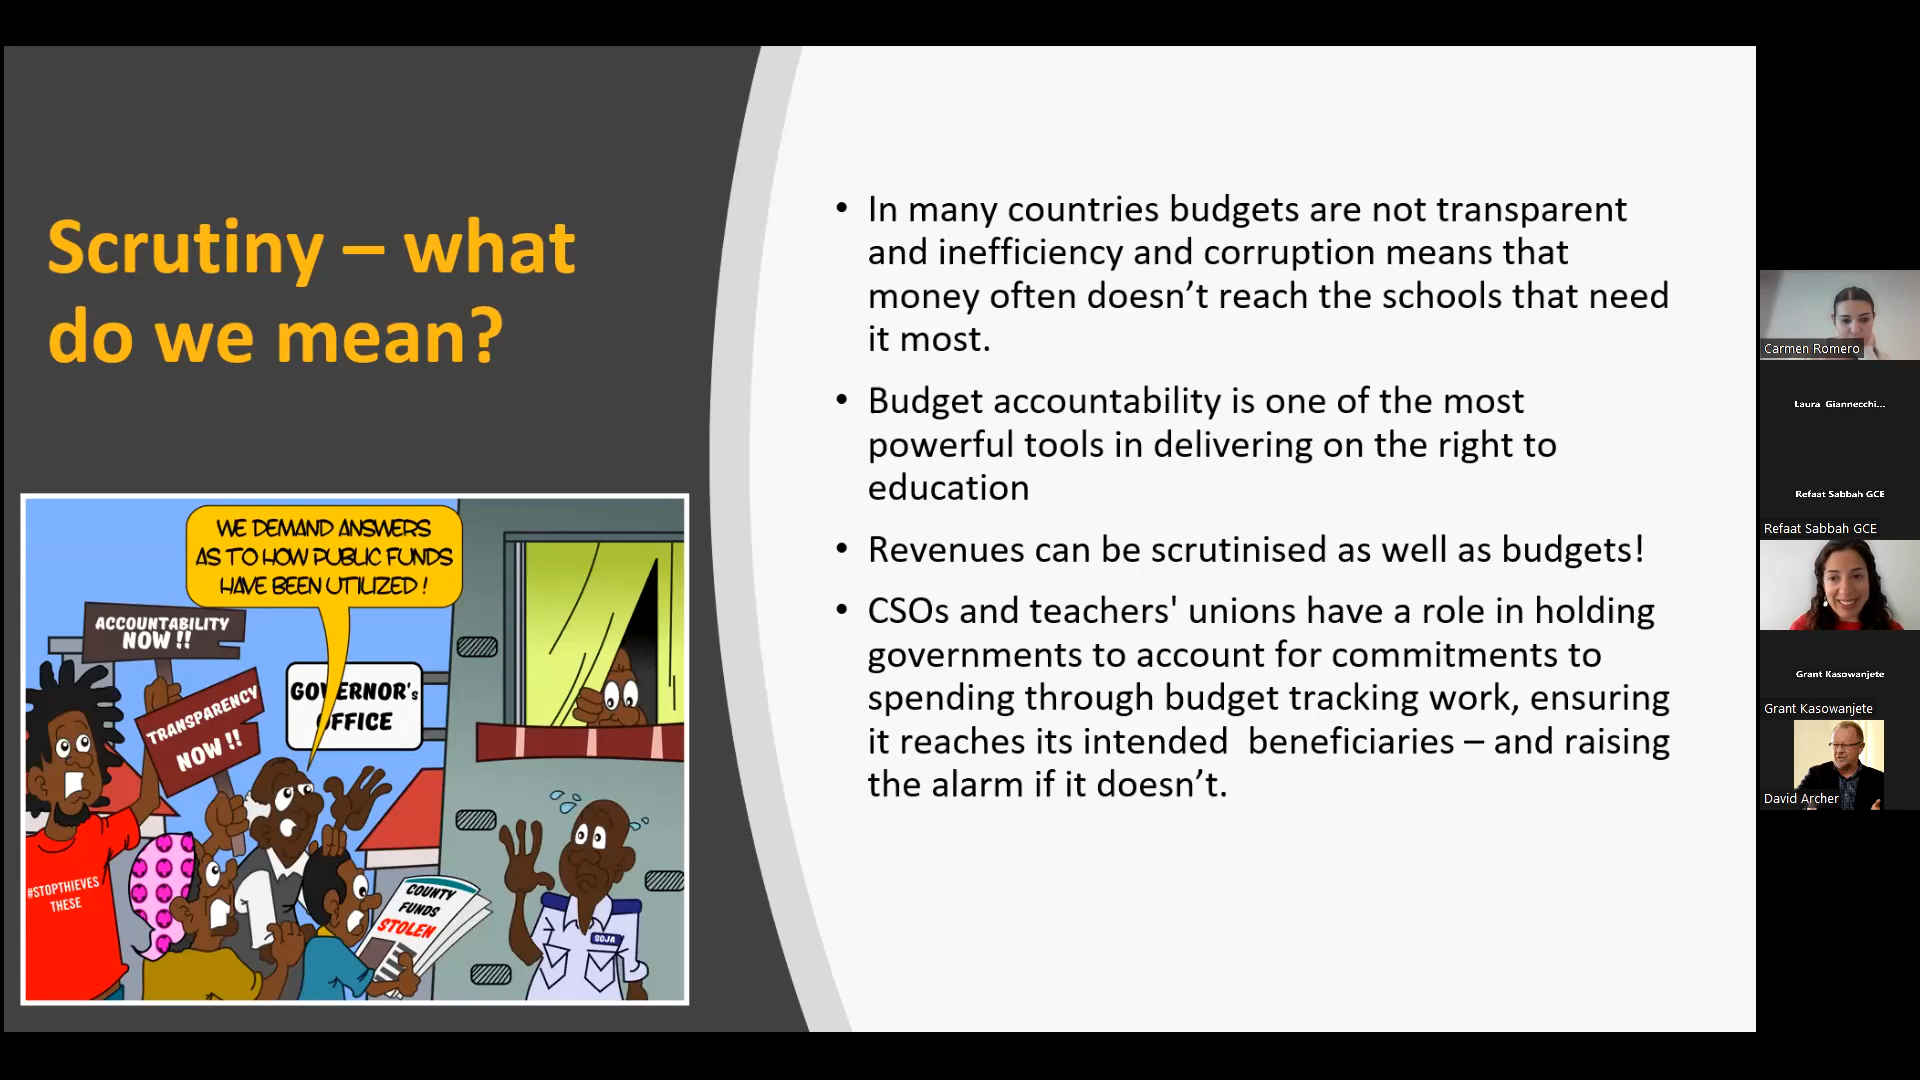 Scrutiny – what
do we mean?
WE DEMAND ANSWERS
AS TO HOW PUBLIC FUNDS
HAVE BEEN UTILIZED !
ACCOUNTABILITY
NOW !!
TRANSPARENCY
NOW !!
GOVERNOR's
OFFICE
#STOPTHIEVES
THESE
COUNTY
FUNDS
STOLEN
SOJA
• In many countries budgets are not transparent
and inefficiency and corruption means that
money often doesn’t reach the schools that need
it most.
• Budget accountability is one of the most
powerful tools in delivering on the right to
education
• Revenues can be scrutinised as well as budgets!
• CSOs and teachers' unions have a role in holding
governments to account for commitments to
spending through budget tracking work, ensuring
it reaches its intended  beneficiaries – and raising
the alarm if it doesn’t.
Carmen Romero
Laura Giannecchi...
Refaat Sabbah GCE
Refaat Sabbah GCE
Grant Kasowanjete
Grant Kasowanjete
David Archer